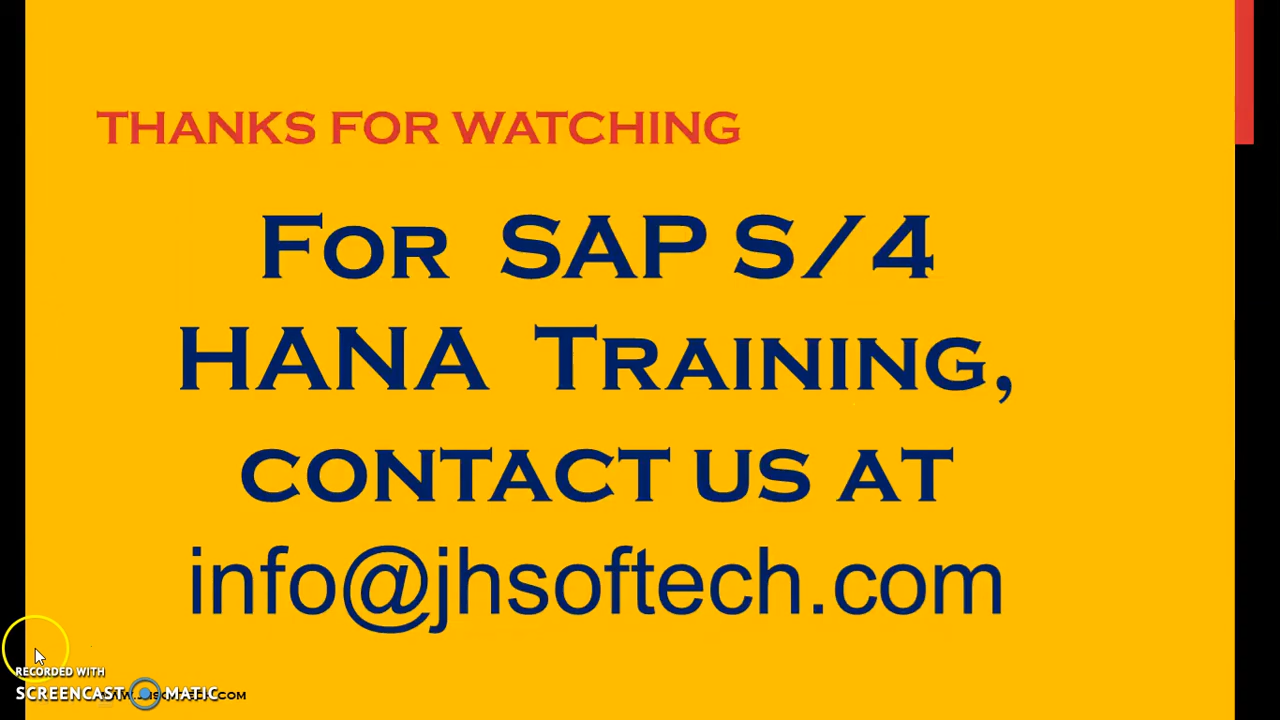 THANKS FOR WATCHING
FOR SAP S/4
HANA TRAINING,
CONTACT US AT
info@jhsoftech.com
RECORDED WITH
SCREENCAST MATIC